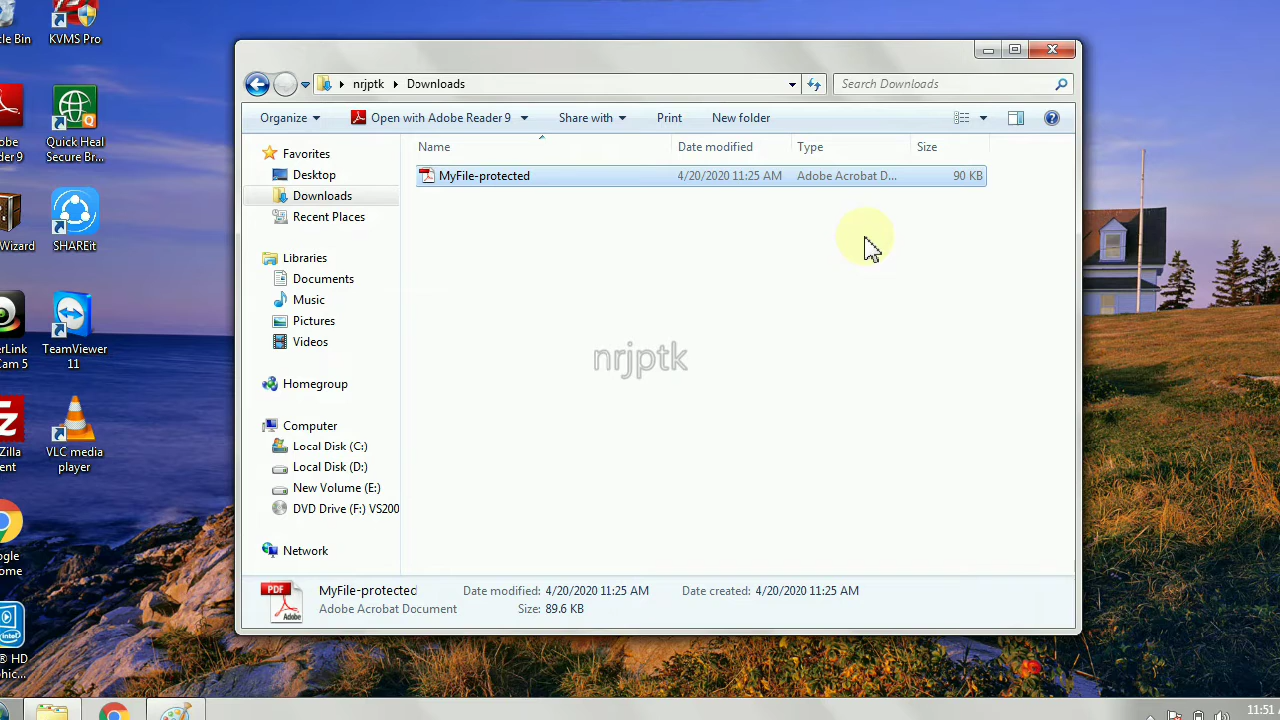 cle Bin
KVMS Pro
obe
der 9
Quick Heal
Secure Br...
Wizard
SHAREit
erLink
Cam 5
TeamViewer
11
Zilla
ent
VLC media
player
ogle
ome
® HD
phic...
nrjptk
Downloads
Search Downloads
Organize
Open with Adobe Reader 9
Share with
Print
New folder
Name
Date modified
Type
Size
MyFile-protected
4/20/2020 11:25 AM
Adobe Acrobat D...
90 KB
Favorites
Desktop
Downloads
Recent Places
Libraries
Documents
Music
Pictures
Videos
Homegroup
Computer
Local Disk (C:)
Local Disk (D:)
New Volume (E:)
DVD Drive (F:) VS200
Network
nrjptk
PDF
Adobe
MyFile-protected
Date modified: 4/20/2020 11:25 AM
Date created: 4/20/2020 11:25 AM
Adobe Acrobat Document
Size: 89.6 KB
11:51